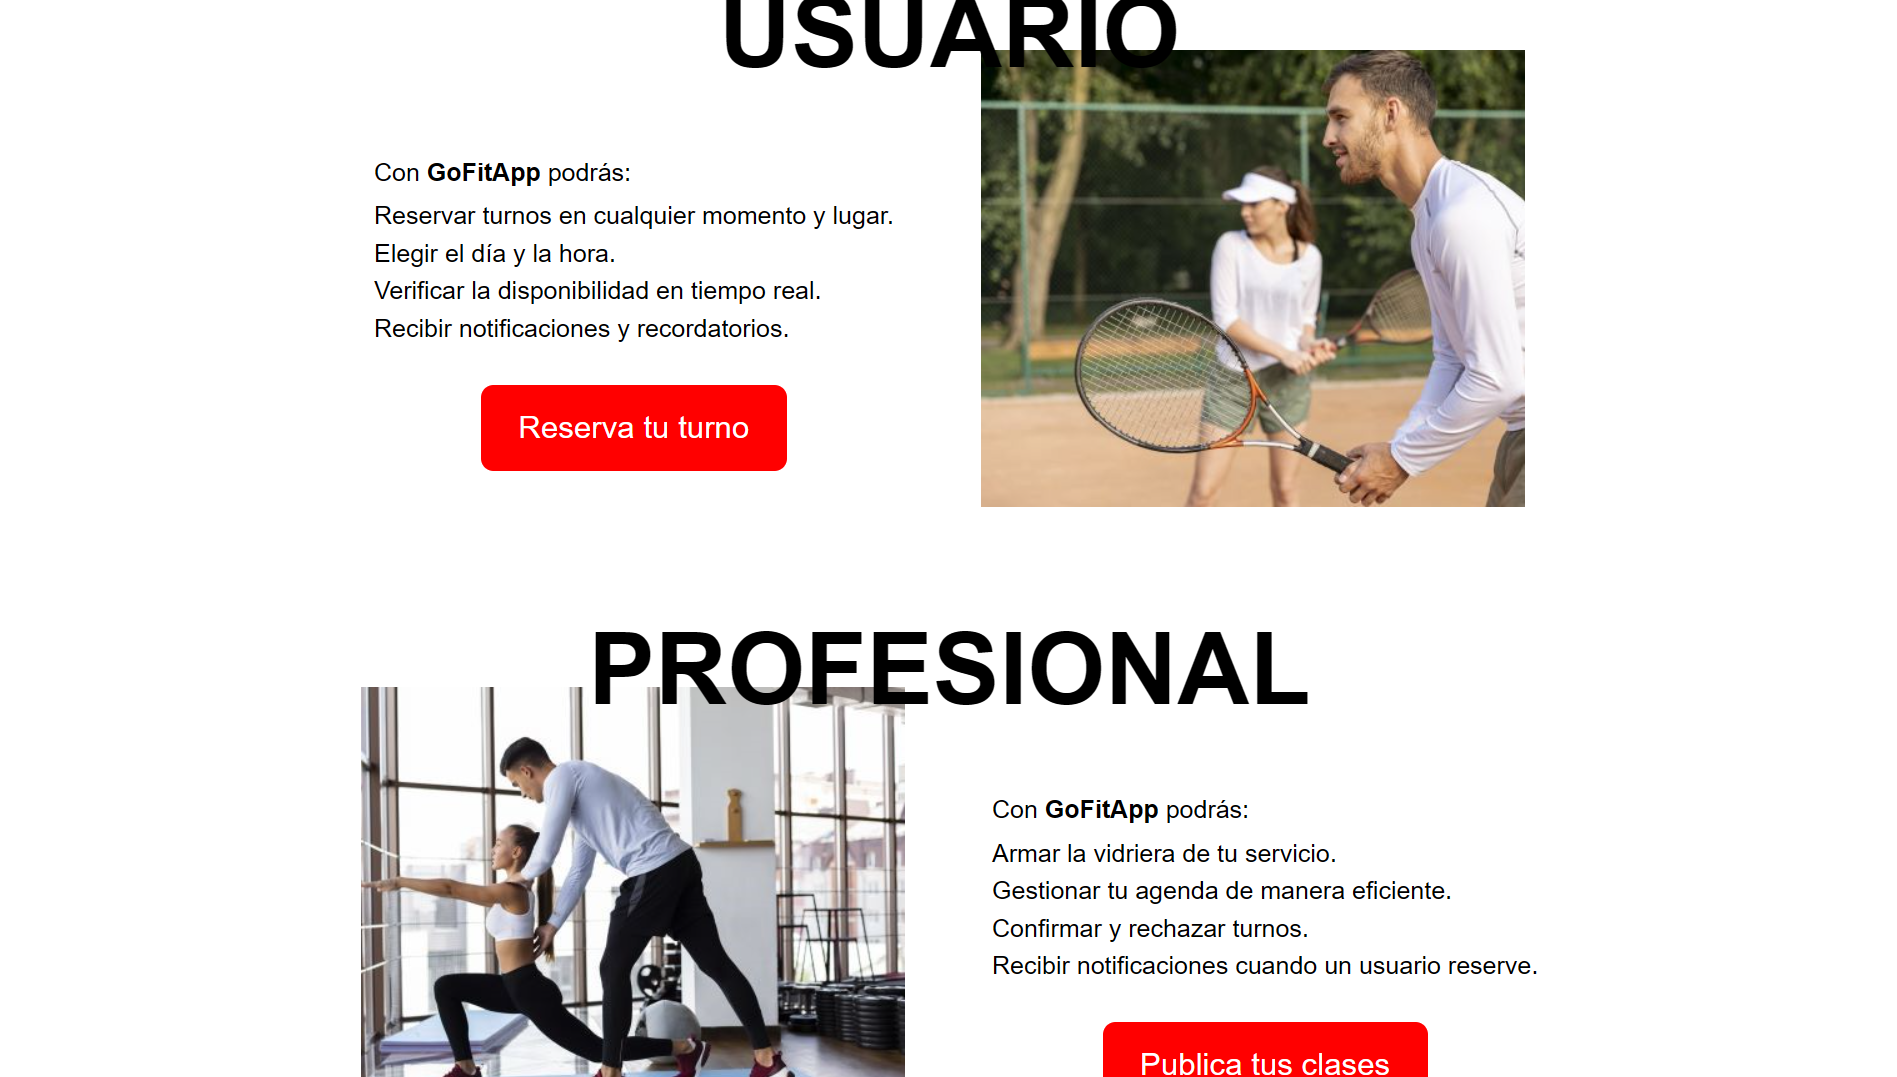 USUARIO
Con GoFitApp podrás:
Reservar turnos en cualquier momento y lugar.
Elegir el día y la hora.
Verificar la disponibilidad en tiempo real.
Recibir notificaciones y recordatorios.
Reserva tu turno
PROFESIONAL
Con GoFitApp podrás:
Armar la vidriera de tu servicio.
Gestionar tu agenda de manera eficiente.
Confirmar y rechazar turnos.
Recibir notificaciones cuando un usuario reserve.
Publica tus clases